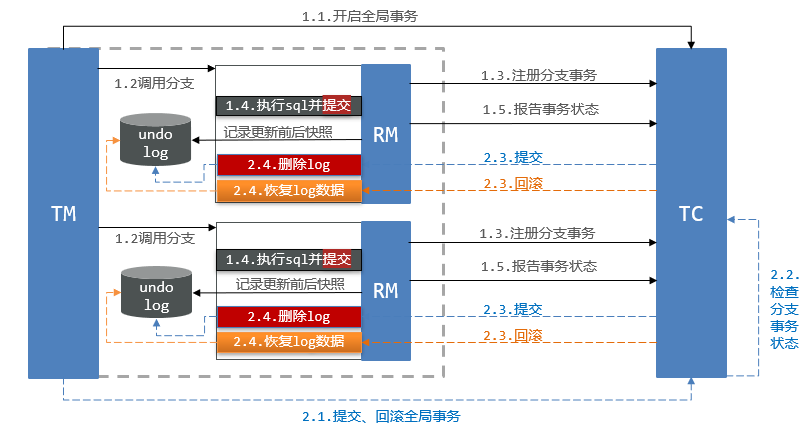 1.1.开启全局事务
TM
TC
1.2调用分支
1.3.注册分支事务
1.4.执行sql并提交
RM
1.5.报告事务状态
undo
log
记录更新前后快照
2.3.提交
2.4.删除log
2.3.回滚
2.4.恢复log数据
1.2调用分支
1.3.注册分支事务
1.4.执行sql并提交
RM
1.5.报告事务状态
undo
log
记录更新前后快照
2.3.提交
2.4.删除log
2.3.回滚
2.4.恢复log数据
2.2.
检查
分支
事务
状态
2.1.提交、回滚全局事务